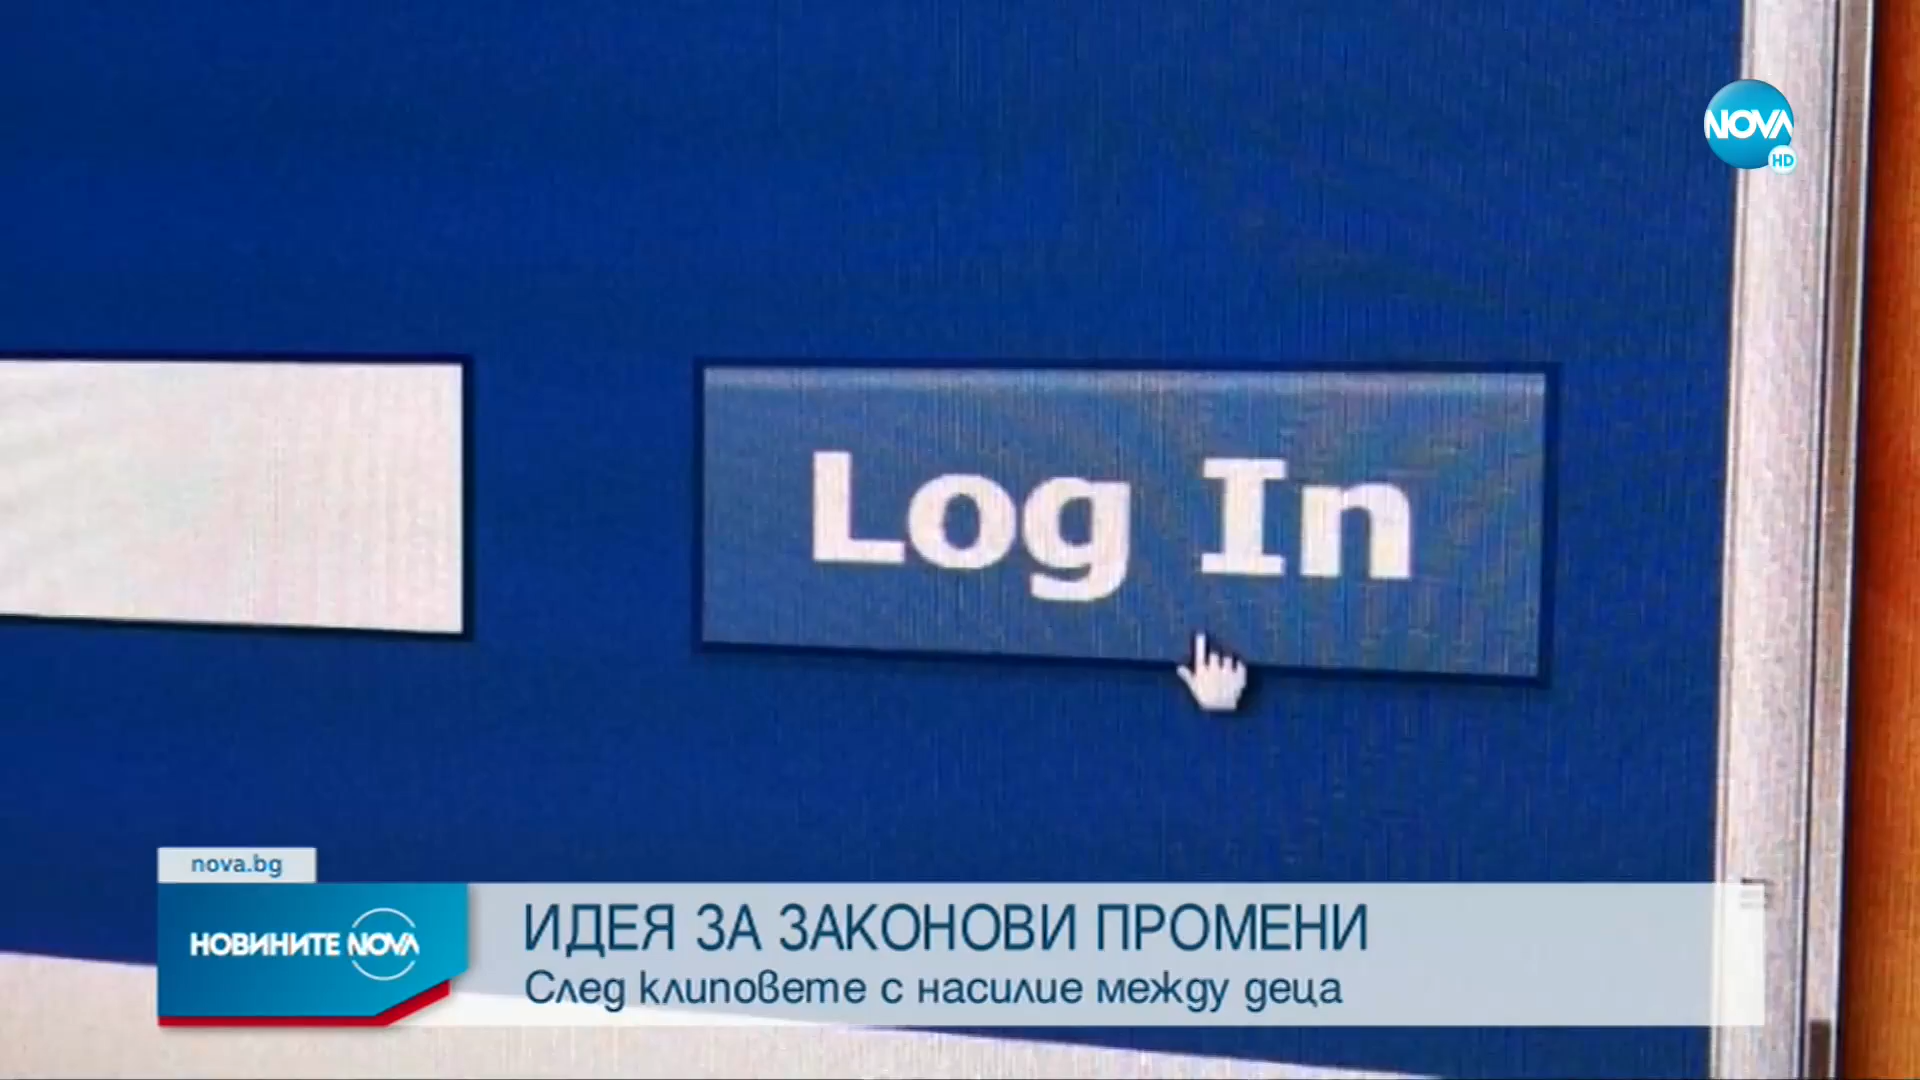 NOVA
HD
Log In
nova.bg
НОВИНИТЕ NOVA
ИДЕЯ ЗА ЗАКОНОВИ ПРОМЕНИ
След клиповете с насилие между деца